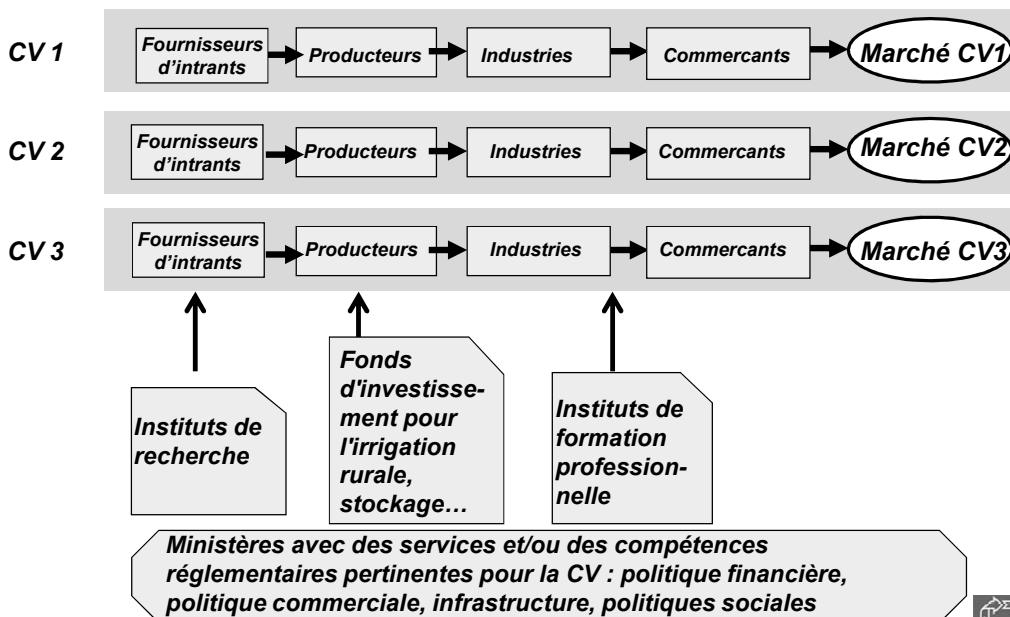 CV 1
Fournisseurs
d'intrants
Producteurs
Industries
Commercants
Marché CV1
CV 2
Fournisseurs
d'intrants
Producteurs
Industries
Commercants
Marché CV2
CV 3
Fournisseurs
d'intrants
Producteurs
Industries
Commercants
Marché CV3
Instituts de
recherche
Fonds
d'investisse-
ment pour
l'irrigation
rurale,
stockage…
Instituts de
formation
profession-
nelle
Ministères avec des services et/ou des compétences
réglementaires pertinentes pour la CV : politique financière,
politique commerciale, infrastructure, politiques sociales